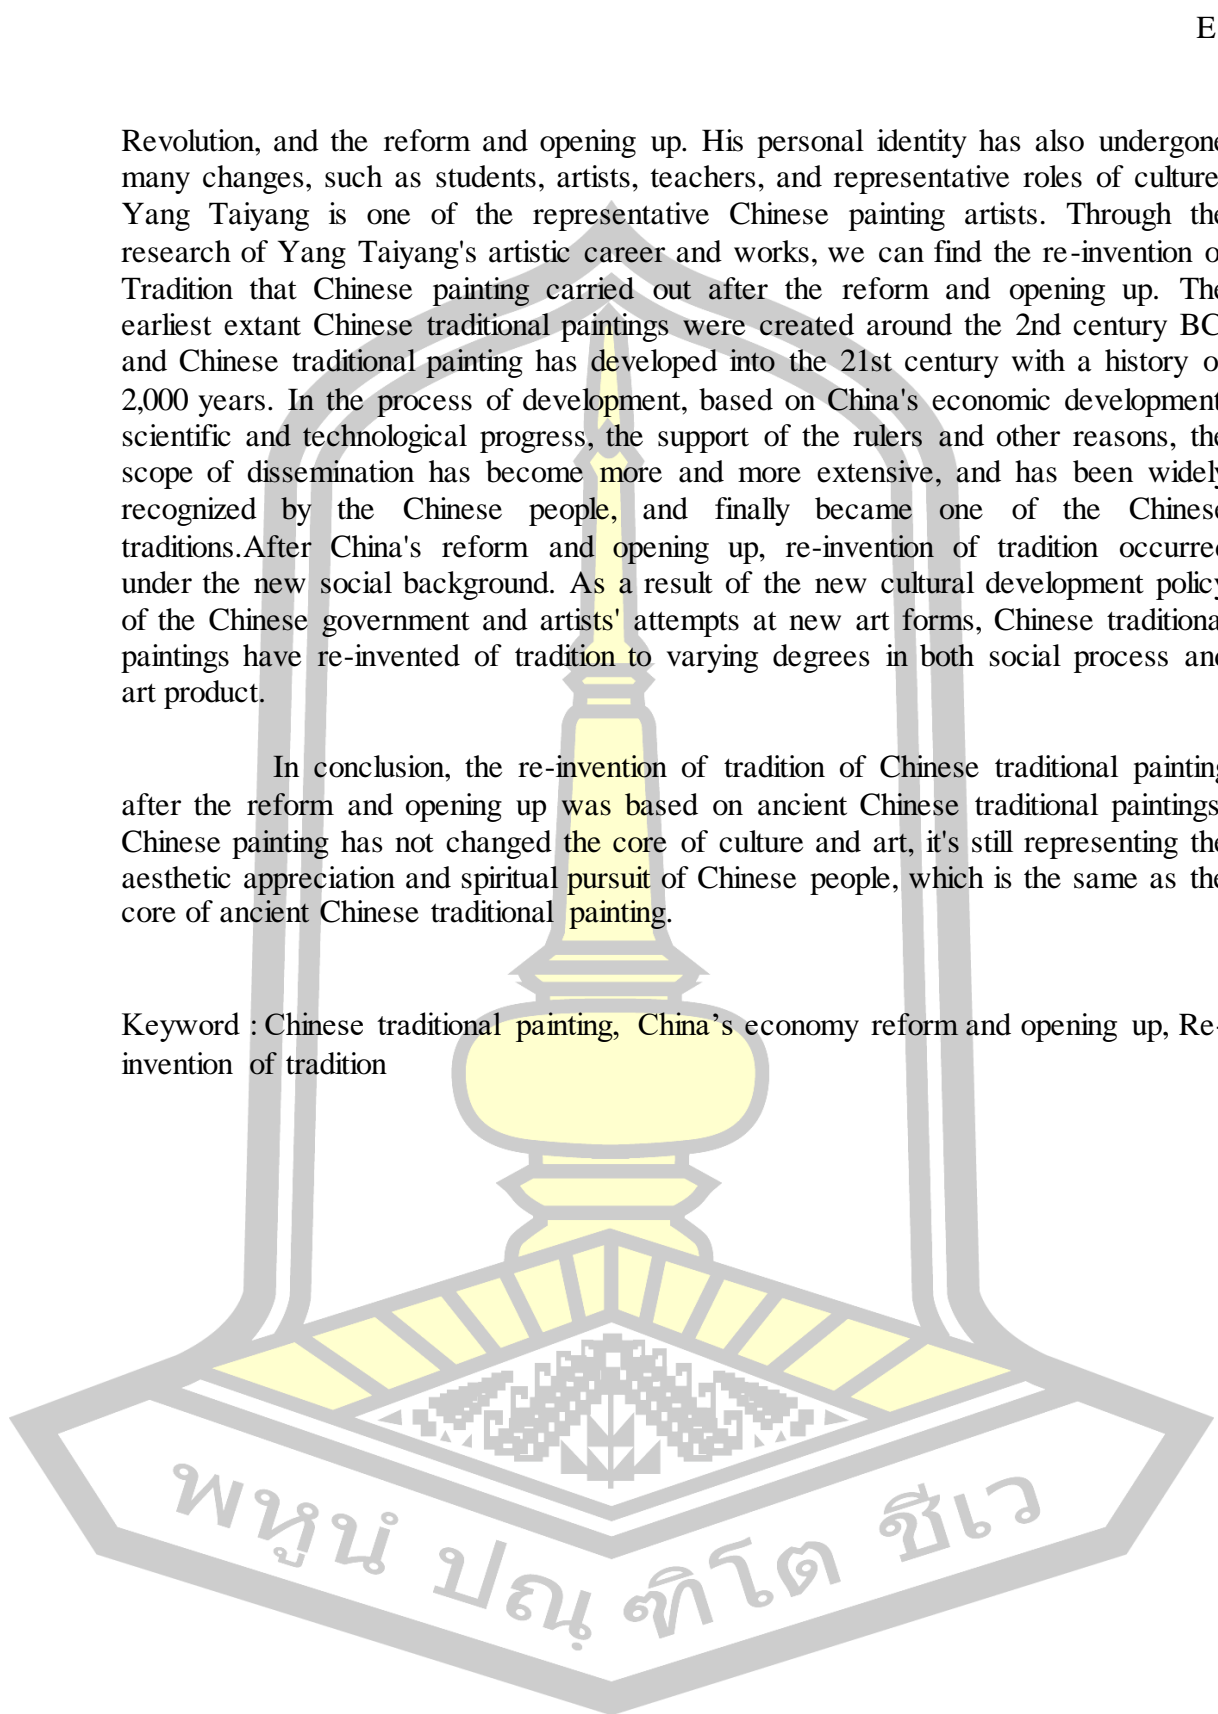 E
Revolution, and the reform and opening up. His personal identity has also undergone
many changes, such as students, artists, teachers, and representative roles of culture
Yang Taiyang is one of the representative Chinese painting artists. Through the
research of Yang Taiyang's artistic career and works, we can find the re-invention o
Tradition that Chinese painting carried out after the reform and opening up. The
earliest extant Chinese traditional paintings were created around the 2nd century BC
and Chinese traditional painting has developed into the 21st century with a history o
2,000 years. In the process of development, based on China's economic development
scientific and technological progress, the support of the rulers and other reasons, the
scope of dissemination has become more and more extensive, and has been widely
recognized by the Chinese people, and finally became one of the Chinese
traditions.After China's reform and opening up, re-invention of tradition occurred
under the new social background. As a result of the new cultural development policy
of the Chinese government and artists' attempts at new art forms, Chinese traditiona
paintings have re-invented of tradition to varying degrees in both social process and
art product.
In conclusion, the re-invention of tradition of Chinese traditional painting
after the reform and opening up was based on ancient Chinese traditional paintings
Chinese painting has not changed the core of culture and art, it's still representing the
aesthetic appreciation and spiritual pursuit of Chinese people, which is the same as the
core of ancient Chinese traditional painting.
Keyword : Chinese traditional painting, China’s economy reform and opening up, Re-
invention of tradition
พหูนํ ปณฺฑิโต ชีเว